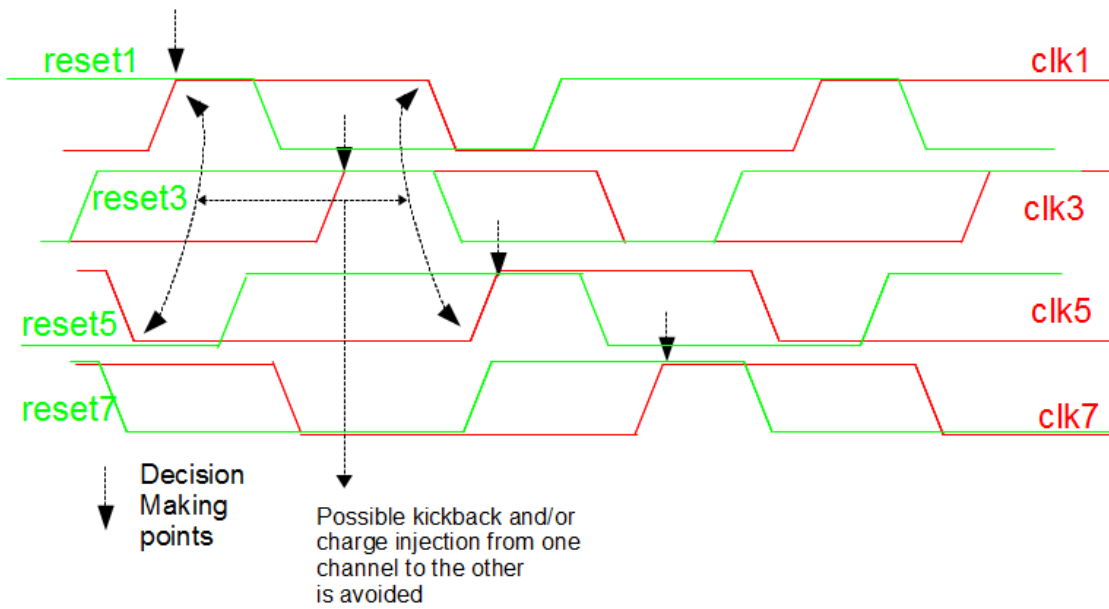 reset1
clk1
reset3
clk3
reset5
clk5
reset7
clk7
Decision
Making
points
Possible kickback and/or
charge injection from one
channel to the other
is avoided